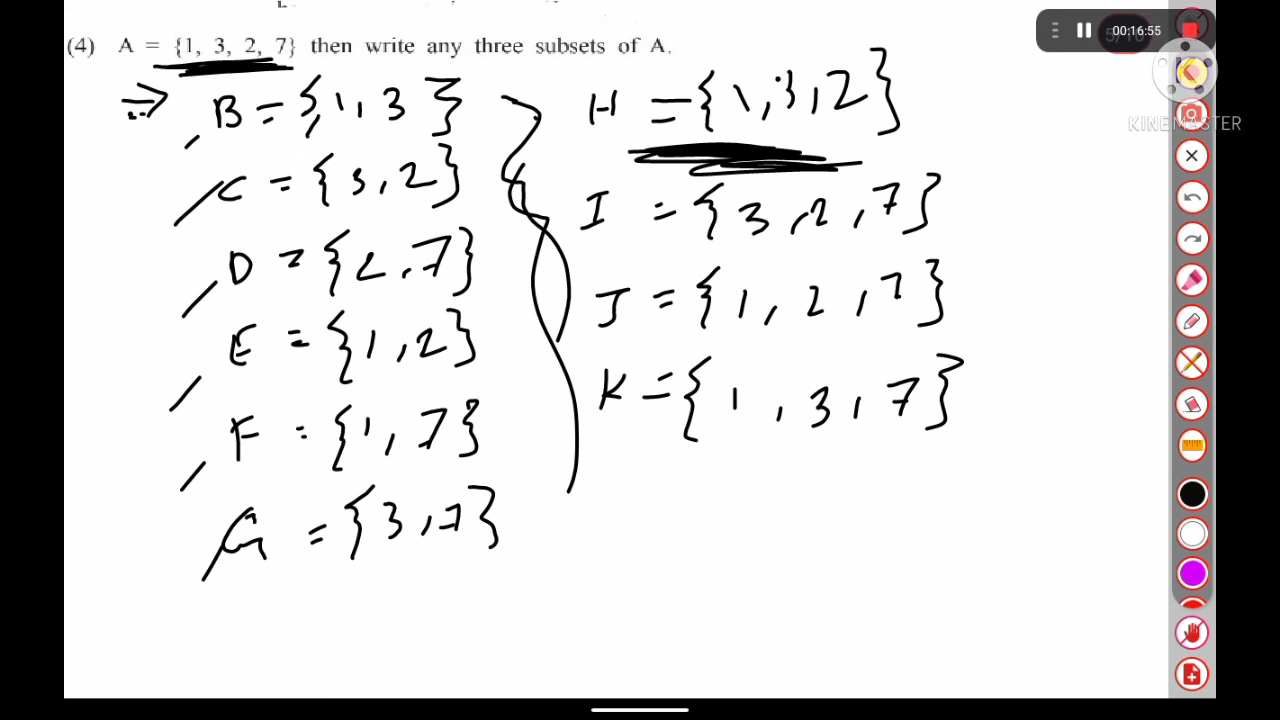 (4) A = {1, 3, 2, 7} then write any three subsets of A.
B = {1, 3}
C = {3, 2}
D = {2, 7}
E = {1, 2}
F = {1, 7}
G = {3, 7}
H = {1, 3, 2}
I = {3, 2, 7}
J = {1, 2, 7}
K = {1, 3, 7}
00:16:55
KINEMASTER